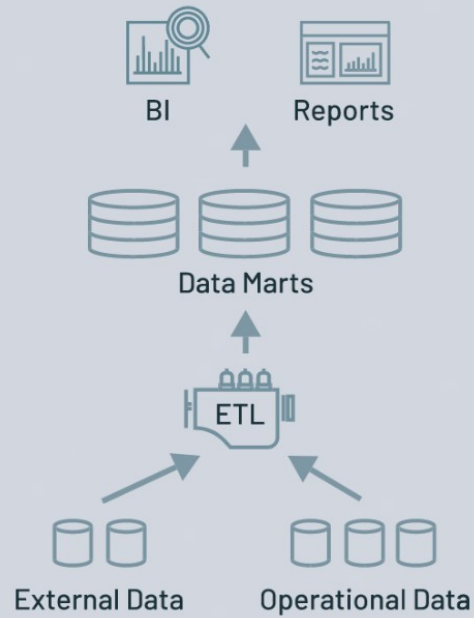 BI
Reports
Data Marts
ETL
External Data
Operational Data